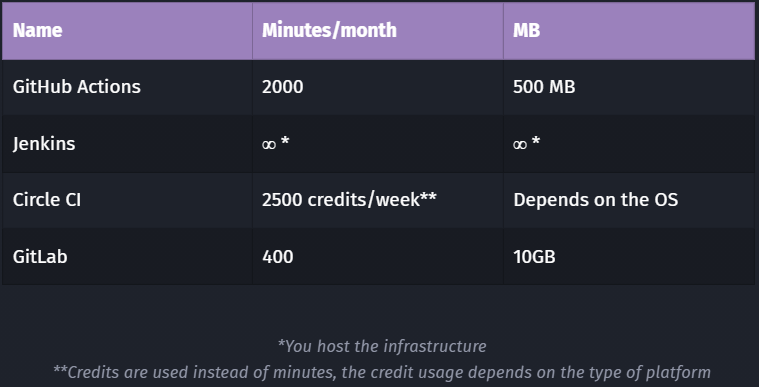 Name Minutes/month MB
GitHub Actions 2000 500 MB
Jenkins ∞ * ∞ *
Circle CI 2500 credits/week** Depends on the OS
GitLab 400 10GB
*You host the infrastructure
**Credits are used instead of minutes, the credit usage depends on the type of platform